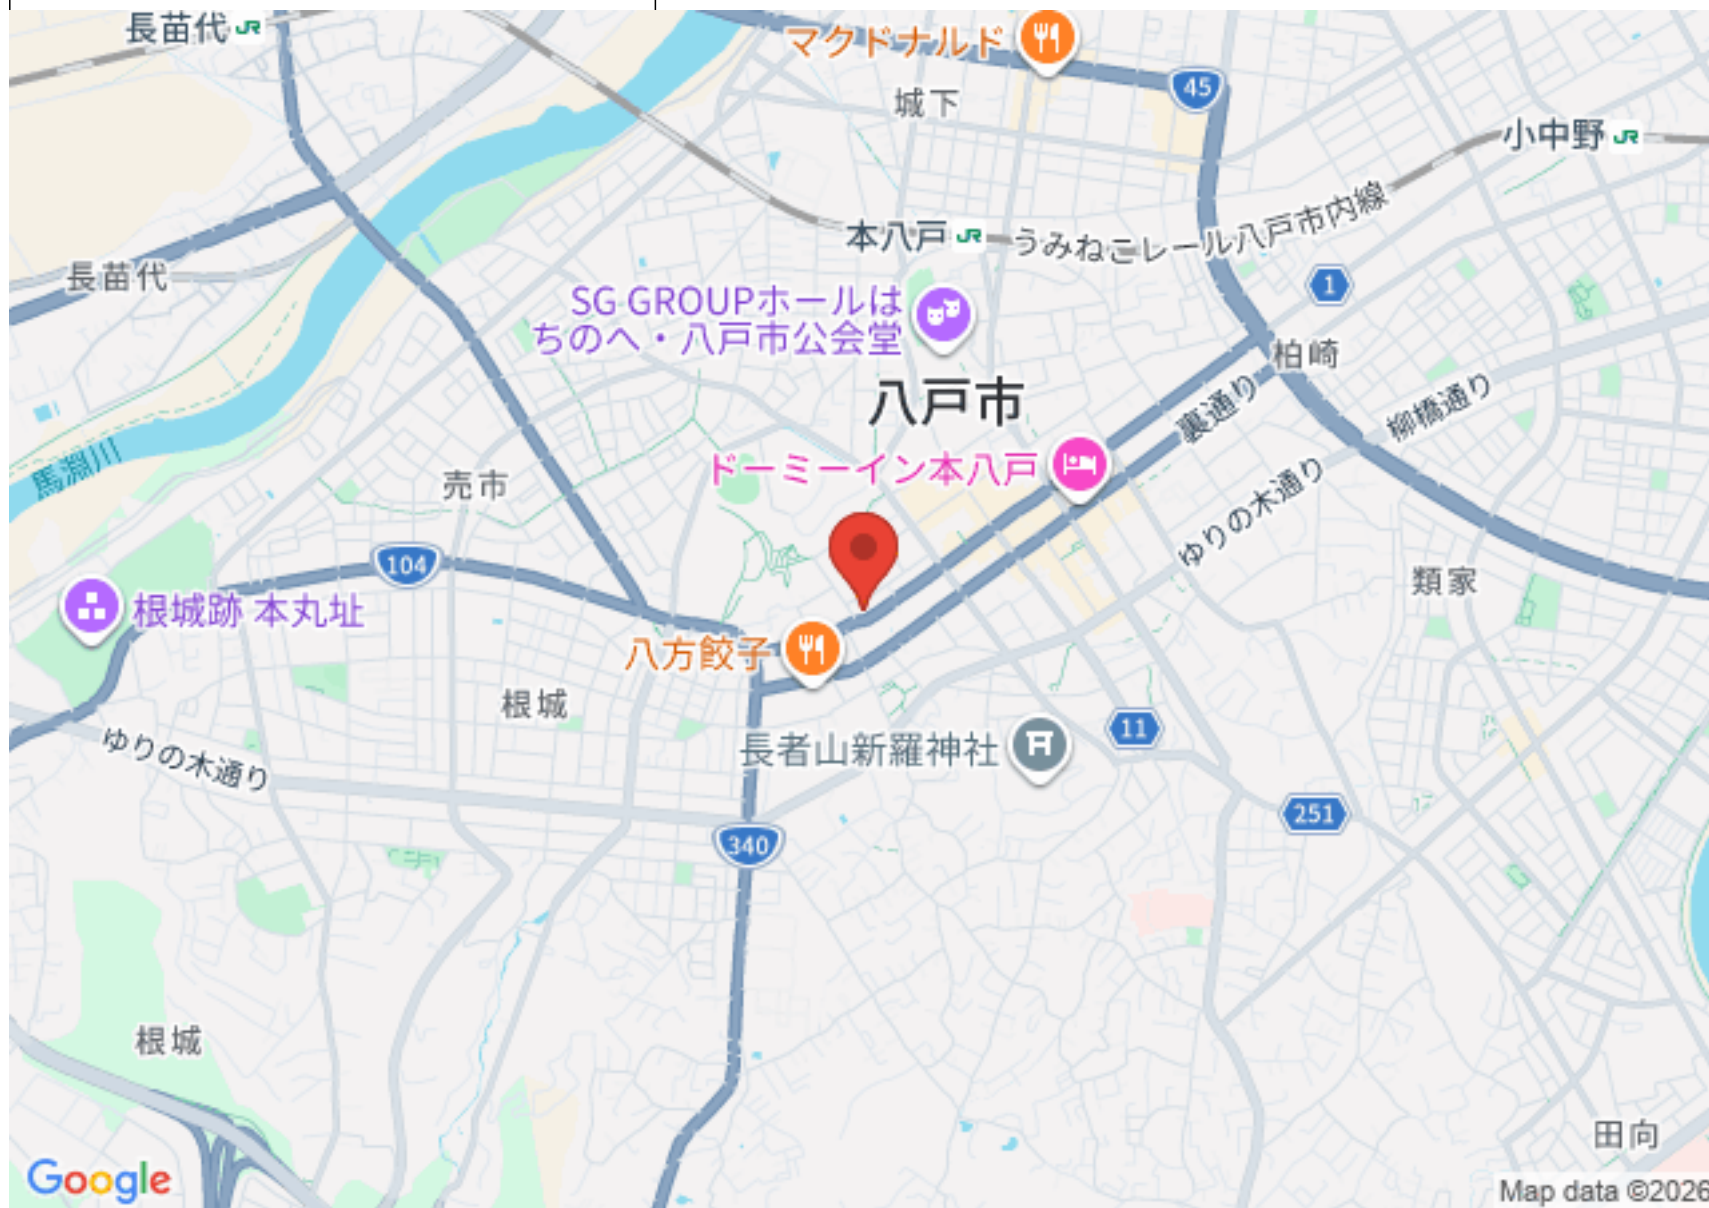 長苗代 JR
マクドナルド
45
城下
小中野 JR
本八戸 JR
うみねこレール八戸市内線
長苗代
1
SG GROUPホールは
ちのへ・八戸市公会堂
柏崎
八戸市
裏通り
柳橋通り
馬淵川
売市
ドーミーイン本八戸
ゆりの木通り
104
類家
根城跡 本丸址
八方餃子
根城
ゆりの木通り
長者山新羅神社
11
251
340
根城
田向
Google
Map data ©2026